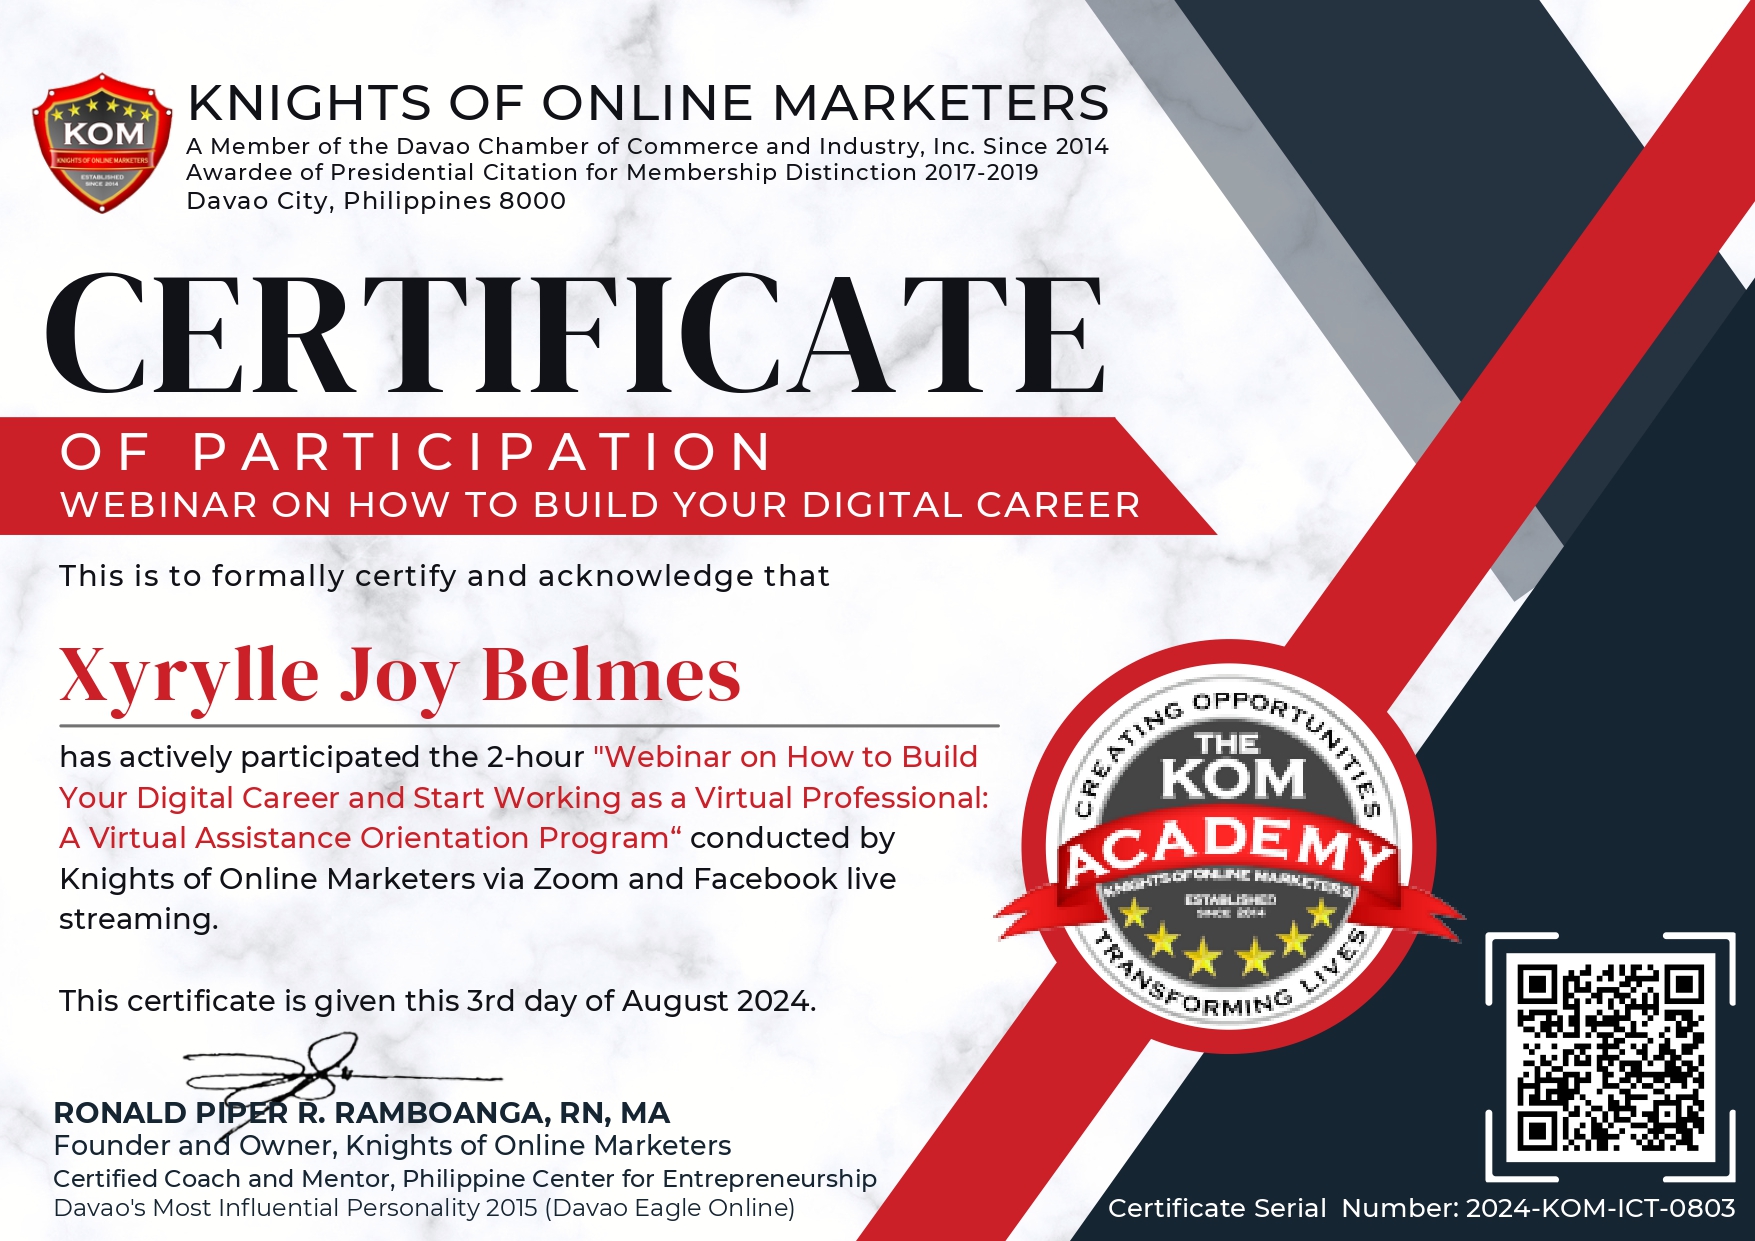 KOM
KNIGHTS OF ONLINE MARKETERS
ESTABLISHED
SINCE 2014
KNIGHTS OF ONLINE MARKETERS
A Member of the Davao Chamber of Commerce and Industry, Inc. Since 2014
Awardee of Presidential Citation for Membership Distinction 2017-2019
Davao City, Philippines 8000
CERTIFICATE
OF PARTICIPATION
WEBINAR ON HOW TO BUILD YOUR DIGITAL CAREER
This is to formally certify and acknowledge that
Xyrylle Joy Belmes
has actively participated the 2-hour "Webinar on How to Build
Your Digital Career and Start Working as a Virtual Professional:
A Virtual Assistance Orientation Program“ conducted by
Knights of Online Marketers via Zoom and Facebook live
streaming.
This certificate is given this 3rd day of August 2024.
RONALD PIPER R. RAMBOANGA, RN, MA
Founder and Owner, Knights of Online Marketers
Certified Coach and Mentor, Philippine Center for Entrepreneurship
Davao's Most Influential Personality 2015 (Davao Eagle Online)
CREATING OPPORTUNITIES
THE
KOM
ACADEMY
KNIGHTS OF ONLINE MARKETERS
ESTABLISHED
SINCE 2014
TRANSFORMING LIVES
Certificate Serial Number: 2024-KOM-ICT-0803